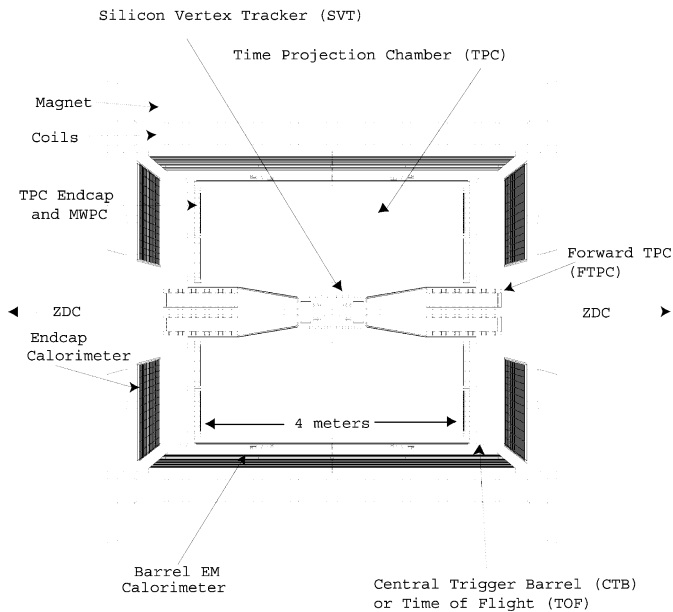 Silicon Vertex Tracker (SVT)
Time Projection Chamber (TPC)
Magnet
Coils
TPC Endcap
and MWPC
Forward TPC
(FTPC)
ZDC
ZDC
Endcap
Calorimeter
4 meters
Barrel EM
Calorimeter
Central Trigger Barrel (CTB)
or Time of Flight (TOF)